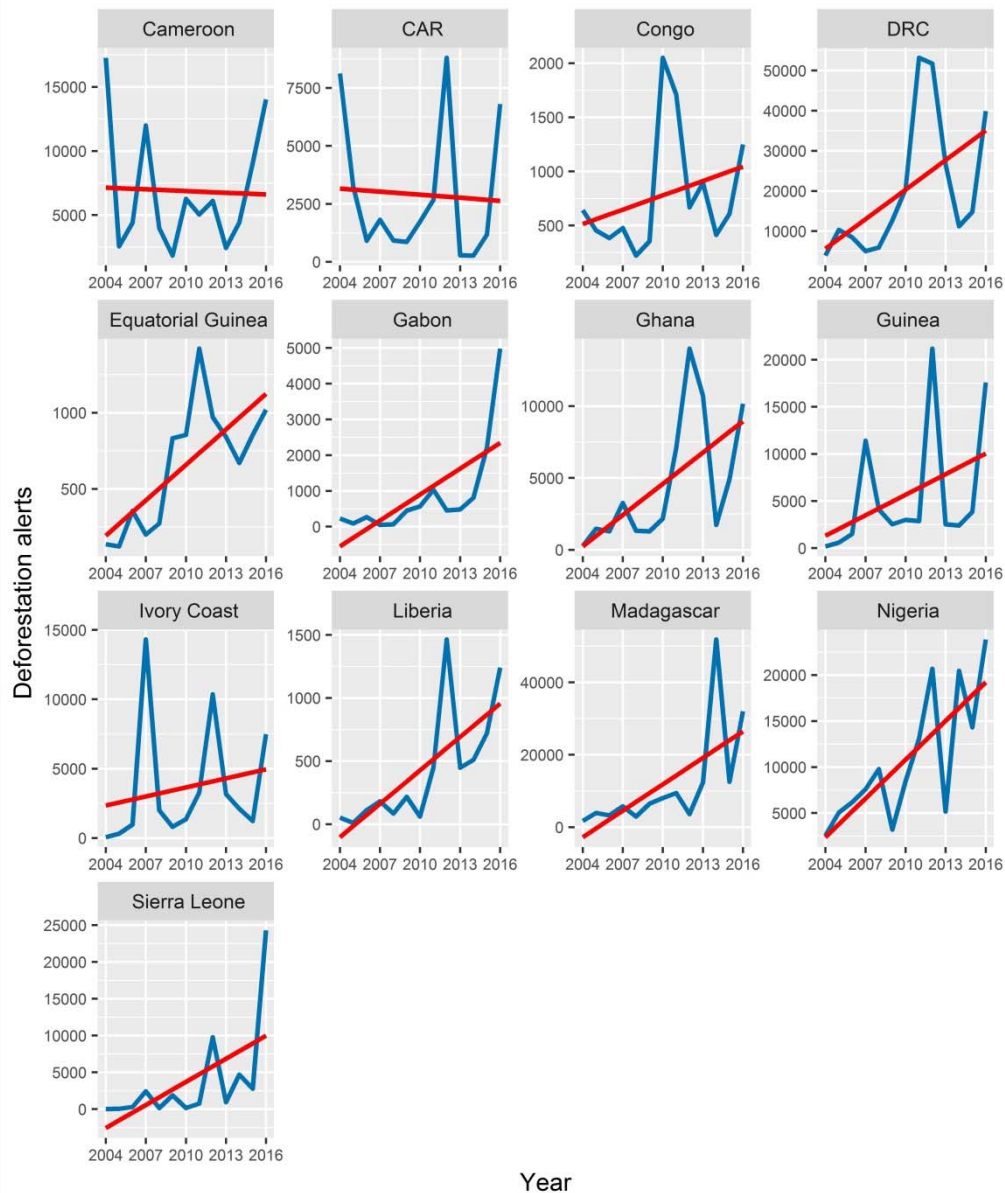 Cameroon
CAR
Congo
DRC
15000
10000
5000
7500
5000
2500
0
2000
1500
1000
500
50000
40000
30000
20000
10000
2004 2007 2010 2013 2016
2004 2007 2010 2013 2016
2004 2007 2010 2013 2016
2004 2007 2010 2013 2016
Equatorial Guinea
Gabon
Ghana
Guinea
1000
500
5000
4000
3000
2000
1000
0
10000
5000
0
20000
15000
10000
5000
0
2004 2007 2010 2013 2016
2004 2007 2010 2013 2016
2004 2007 2010 2013 2016
2004 2007 2010 2013 2016
Deforestation alerts
Ivory Coast
Liberia
Madagascar
Nigeria
15000
10000
5000
0
1500
1000
500
0
40000
20000
0
20000
15000
10000
5000
2004 2007 2010 2013 2016
2004 2007 2010 2013 2016
2004 2007 2010 2013 2016
2004 2007 2010 2013 2016
Sierra Leone
25000
20000
15000
10000
5000
0
2004 2007 2010 2013 2016
Year